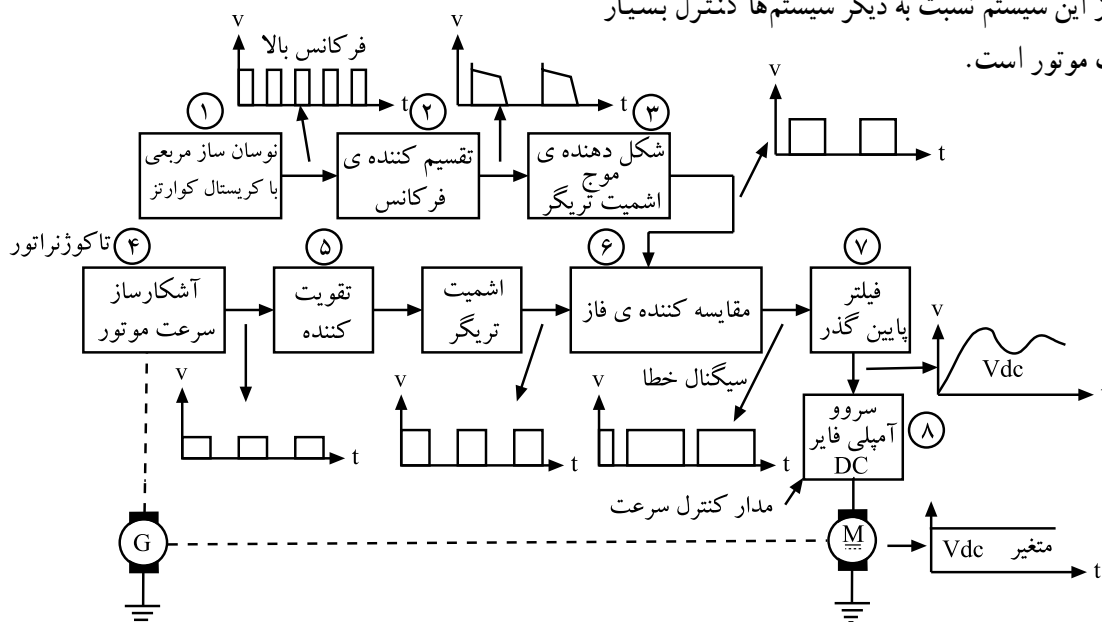 ز این سیستم نسبت به دیگر سیستم‌ها کنترل بسیار
موتور است.
v
فرکانس بالا
t
v
t
v
t
۱
نوسان ساز مربعی
با کریستال کوارتز
۲
تقسیم کننده ی
فرکانس
۳
شکل دهنده ی
موج
اشمیت تریگر
تاکوژنراتور
۴
آشکارساز
سرعت موتور
۵
تقویت
کننده
اشمیت
تریگر
۶
مقایسه کننده ی فاز
۷
فیلتر
پایین گذر
v
Vdc
سیگنال خطا
v
t
v
t
v
t
سروو
آمپلی فایر
DC
۸
مدار کنترل سرعت
G
M
Vdc متغیر
t